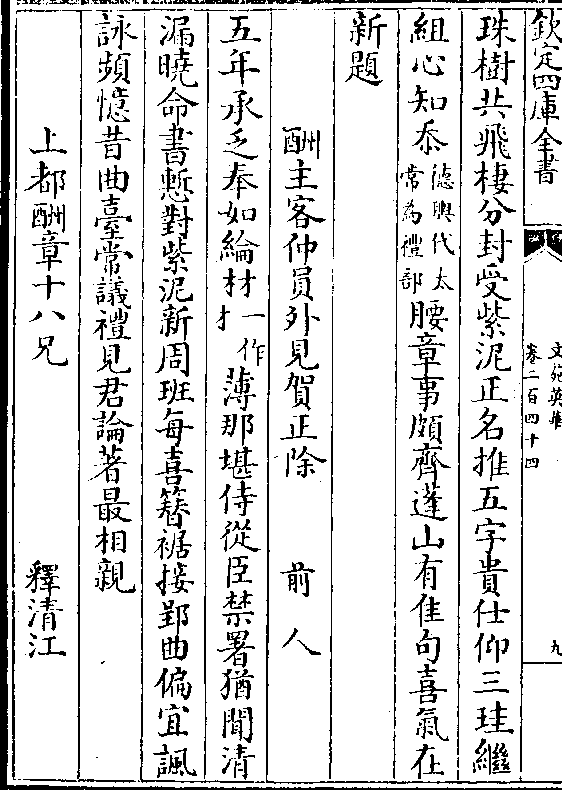 欽定四庫全書
文苑英華
卷二百四十四
九
珠樹共飛棲分封受紫泥正名推五字貴仕仰三珪繼
組心知忝德輿代太常為禮部腰章事頗齊蓬山有佳句喜氣在
新題
酬主客仲員外見賀正除 前人
五年承乏奉如綸材一作才薄那堪侍從臣禁署猶聞清
漏曉命書慙對紫泥新周班每喜簪裾接郢曲偏宜諷
詠頻憶昔曲臺常議禮見君論著最相親
上都酬章十八兄 釋清江